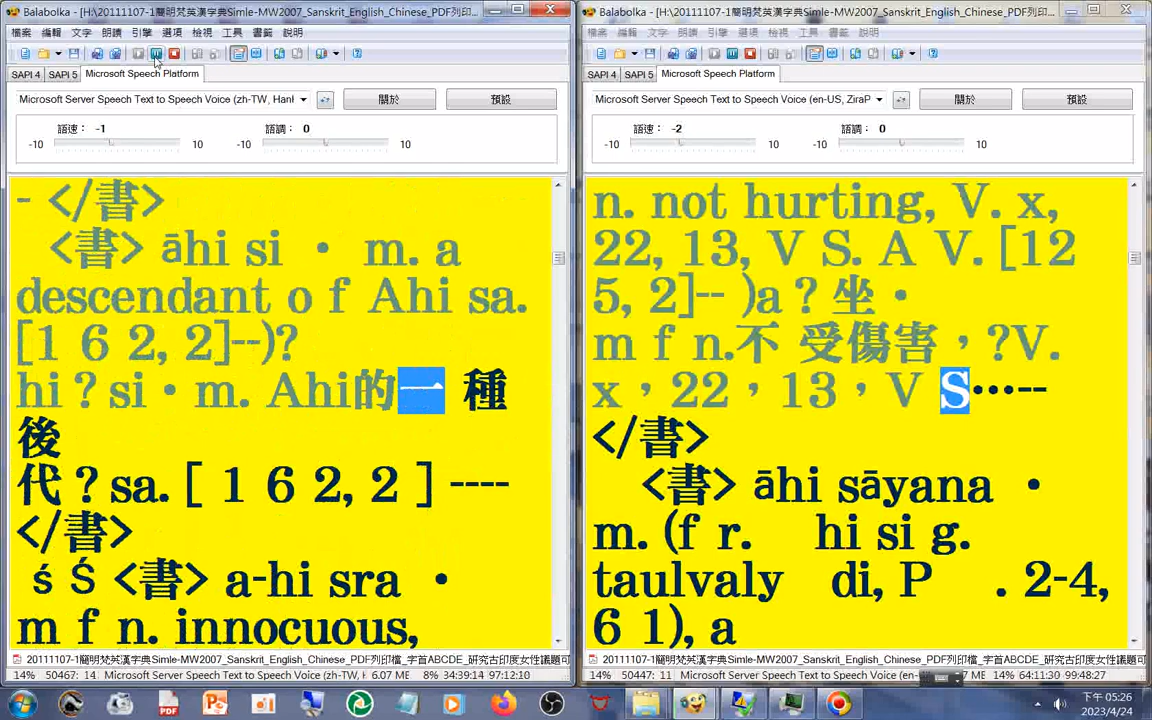 Balabolka - [H:\20111107-1簡明梵英漢字典Simle-MW2007_Sanskrit_English_Chinese_PDF列印...
檔案 編輯 文字 朗讀 引擎 選項 檢視 工具 書籤 說明
SAPI 4 SAPI 5 Microsoft Speech Platform
Microsoft Server Speech Text to Speech Voice (zh-TW, Hanl 關於 預設
語速： -1 語調： 0
-10 10 -10 10
- </書>
<書> āhi si • m. a
descendant o f Ahi sa.
[1 6 2, 2]--)?
hi ? si • m. Ahi的一 種
後
代 ? sa. [ 1 6 2, 2 ] ----
</書>
ś Ś <書> a-hi sra •
m f n. innocuous,
20111107-1簡明梵英漢字典Simle-MW2007_Sanskrit_English_Chinese_PDF列印檔_字首ABCDE_研究古印度女性議題可
14% 50467: 14 Microsoft Server Speech Text to Speech Voice (zh-TW, H 6.07 ME 8% 34:39:14 97:12:10
Balabolka - [H:\20111107-1簡明梵英漢字典Simle-MW2007_Sanskrit_English_Chinese_PDF列印...
檔案 編輯 文字 朗讀 引擎 選項 檢視 工具 書籤 說明
SAPI 4 SAPI 5 Microsoft Speech Platform
Microsoft Server Speech Text to Speech Voice (en-US, ZiraP 關於 預設
語速： -2 語調： 0
-10 10 -10 10
n. not hurting, V. x,
22, 13, V S. A V. [12
5, 2]-- )a ? 坐 •
m f n.不 受傷害，?V.
x，22，13，V S…--
</書>
<書> āhi sāyana •
m. (f r. hi si g.
taulvaly di, P . 2-4,
6 1), a
20111107-1簡明梵英漢字典Simle-MW2007_Sanskrit_English_Chinese_PDF列印檔_字首ABCDE_研究古印度女性議題可
14% 50447: 11 Microsoft Server Speech Text to Speech Voice (en-U 7 ME 14% 64:11:30 99:48:27
下午 05:26
2023/4/24